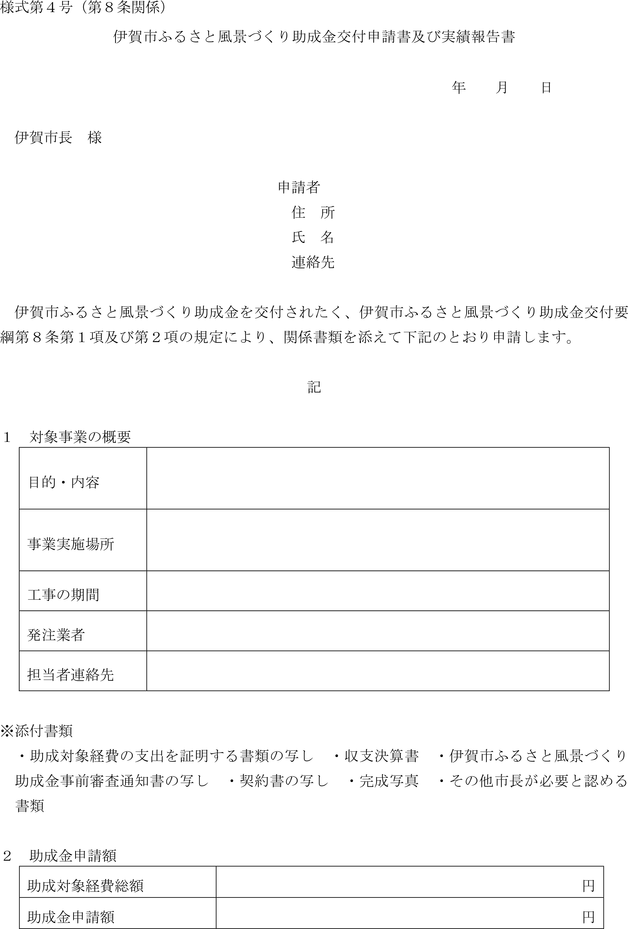 様式第４号（第８条関係）
伊賀市ふるさと風景づくり助成金交付申請書及び実績報告書
年　　月　　日
伊賀市長　様
申請者
住　所
氏　名
連絡先
伊賀市ふるさと風景づくり助成金を交付されたく、伊賀市ふるさと風景づくり助成金交付要
綱第８条第１項及び第２項の規定により、関係書類を添えて下記のとおり申請します。
記
１　対象事業の概要
目的・内容
事業実施場所
工事の期間
発注業者
担当者連絡先
※添付書類
・助成対象経費の支出を証明する書類の写し　・収支決算書　・伊賀市ふるさと風景づくり
助成金事前審査通知書の写し　・契約書の写し　・完成写真　・その他市長が必要と認める
書類
２　助成金申請額
助成対象経費総額　円
助成金申請額　円